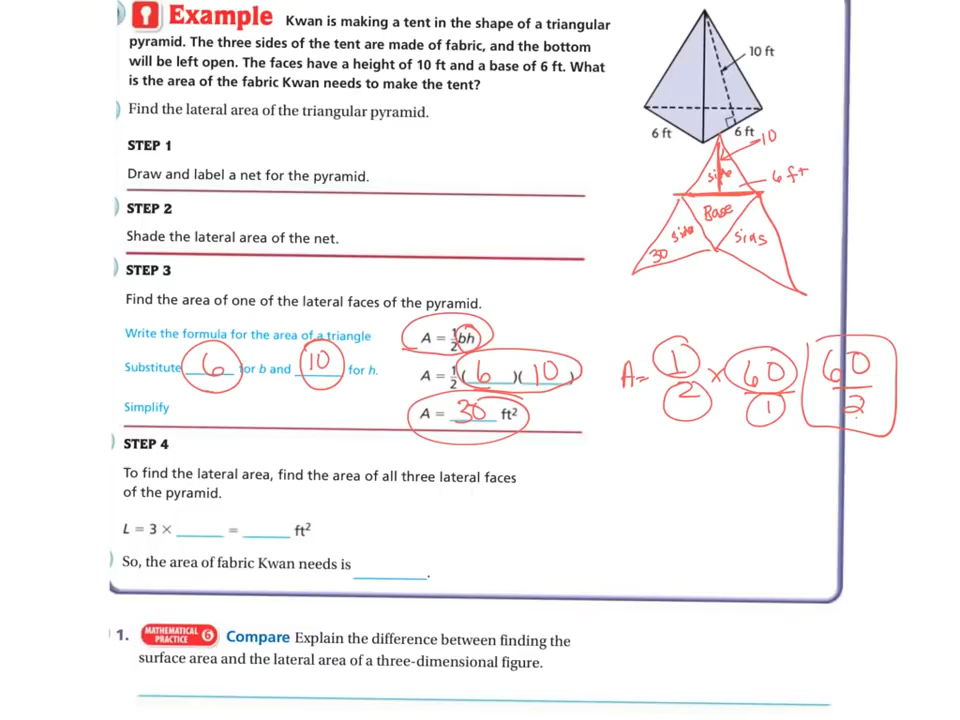 Example Kwan is making a tent in the shape of a triangular
pyramid. The three sides of the tent are made of fabric, and the bottom
will be left open. The faces have a height of 10 ft and a base of 6 ft. What
is the area of the fabric Kwan needs to make the tent?
Find the lateral area of the triangular pyramid.
STEP 1
Draw and label a net for the pyramid.
STEP 2
Shade the lateral area of the net.
STEP 3
Find the area of one of the lateral faces of the pyramid.
Write the formula for the area of a triangle A = 1/2 bh
Substitute 6 for b and 10 for h. A = 1/2 (6)(10)
Simplify A = 30 ft²
STEP 4
To find the lateral area, find the area of all three lateral faces
of the pyramid.
L = 3 × ____ = ____ ft²
So, the area of fabric Kwan needs is ____.
10 ft
6 ft 6 ft
10
side
6 ft
Base
side
30
A = 1/2 × 60/1 60/2
1. MATHEMATICAL PRACTICE 6 Compare Explain the difference between finding the
surface area and the lateral area of a three-dimensional figure.